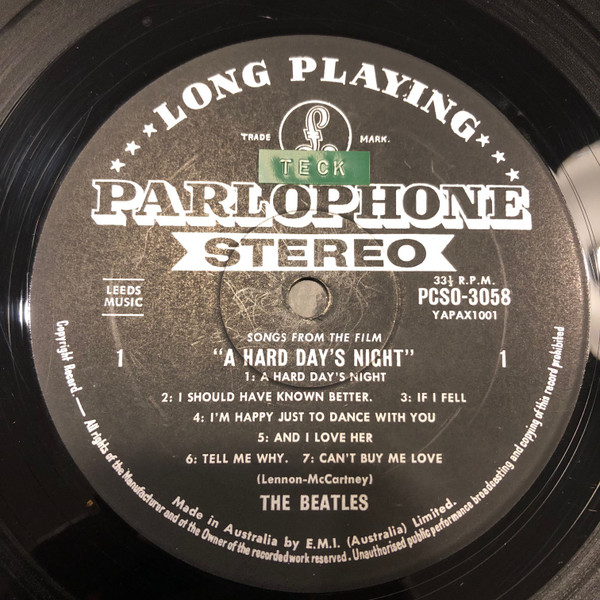 ★★★★ LONG PLAYING ★★★★
TRADE £ MARK.
TECK
PARLOPHONE
STEREO
33⅓ R.P.M.
LEEDS MUSIC
PCSO-3058
YAPAX1001
SONGS FROM THE FILM
1 "A HARD DAY'S NIGHT" 1
1: A HARD DAY'S NIGHT
2: I SHOULD HAVE KNOWN BETTER. 3: IF I FELL
4: I'M HAPPY JUST TO DANCE WITH YOU
5: AND I LOVE HER
6: TELL ME WHY. 7: CAN'T BUY ME LOVE
(Lennon-McCartney)
THE BEATLES
Made in Australia by E.M.I. (Australia) Limited.
Copyright Record. — All rights of the Manufacturer and of the Owner of the recorded work reserved. Unauthorised public performance broadcasting and copying of this record prohibited